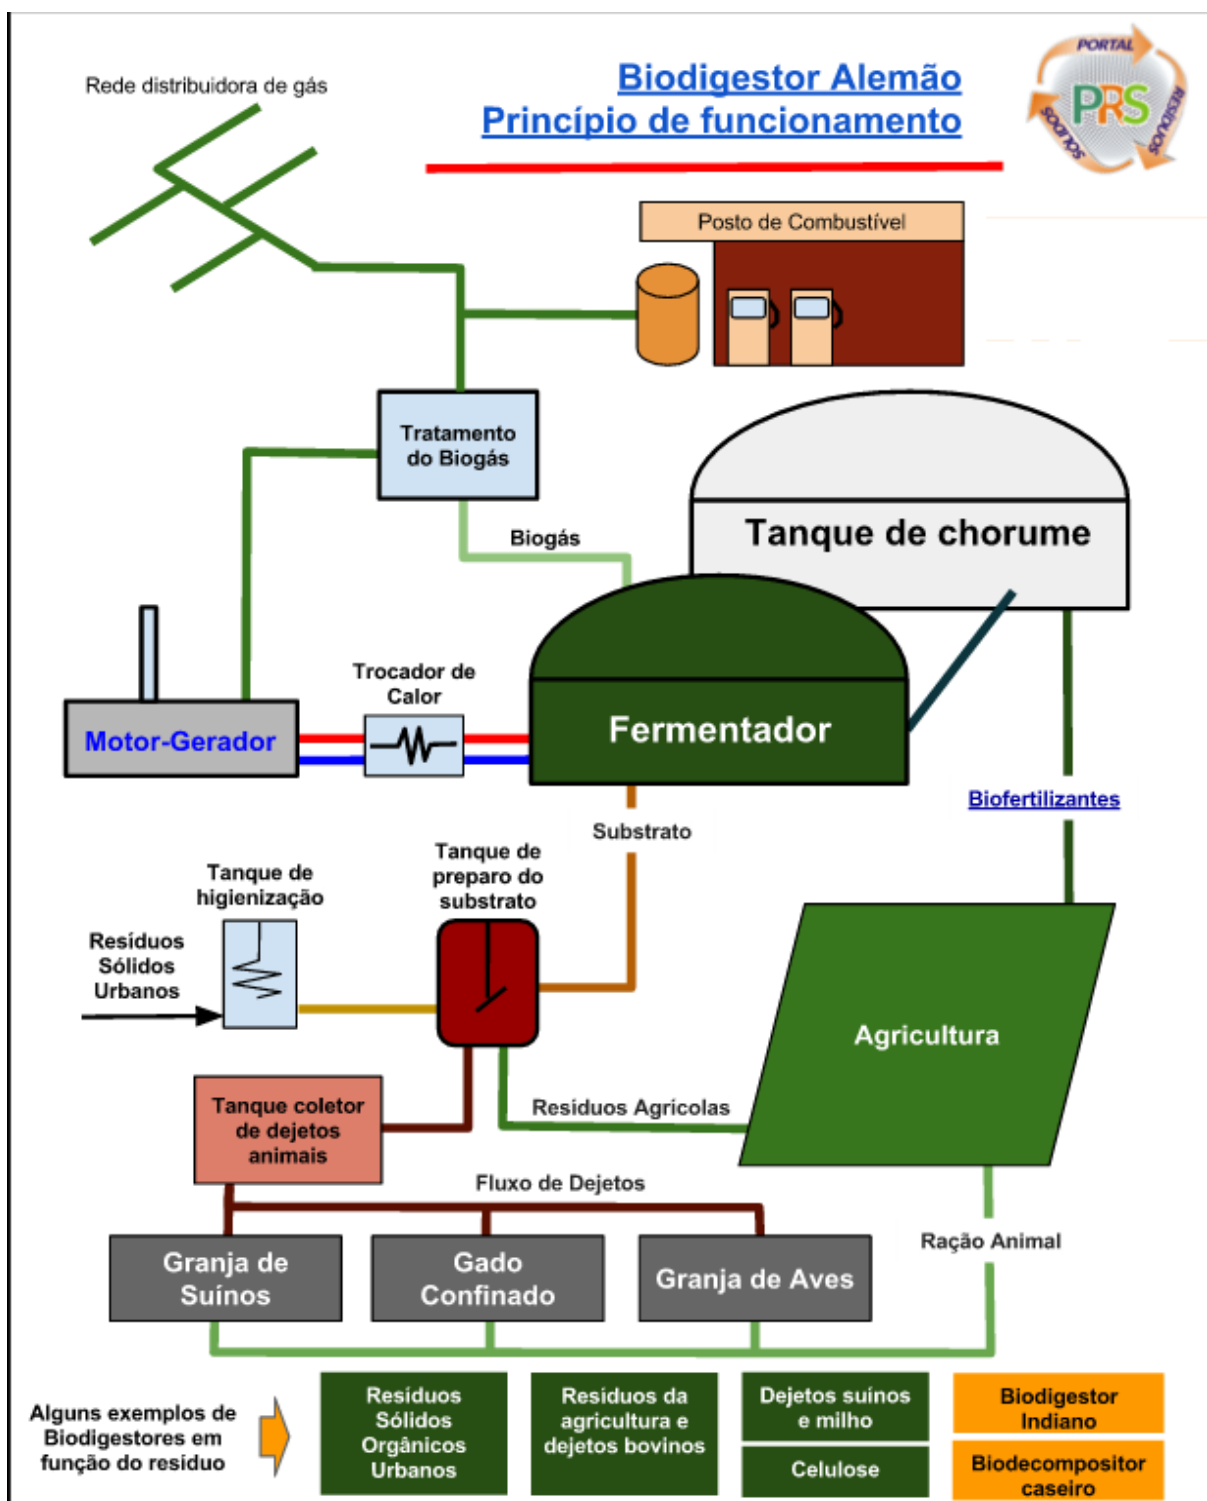 Rede distribuidora de gás
Biodigestor Alemão
Princípio de funcionamento
PORTAL
RESÍDUOS
SÓLIDOS
PRS
Posto de Combustível
Tratamento
do Biogás
Biogás
Tanque de chorume
Trocador de
Calor
Motor-Gerador
Fermentador
Biofertilizantes
Substrato
Tanque de
higienização
Tanque de
preparo do
substrato
Resíduos
Sólidos
Urbanos
Agricultura
Tanque coletor
de dejetos
animais
Resíduos Agrícolas
Fluxo de Dejetos
Ração Animal
Granja de
Suínos
Gado
Confinado
Granja de Aves
Alguns exemplos de
Biodigestores em
função do resíduo
Resíduos
Sólidos
Orgânicos
Urbanos
Resíduos da
agricultura e
dejetos bovinos
Dejetos suínos
e milho
Celulose
Biodigestor
Indiano
Biodecompositor
caseiro